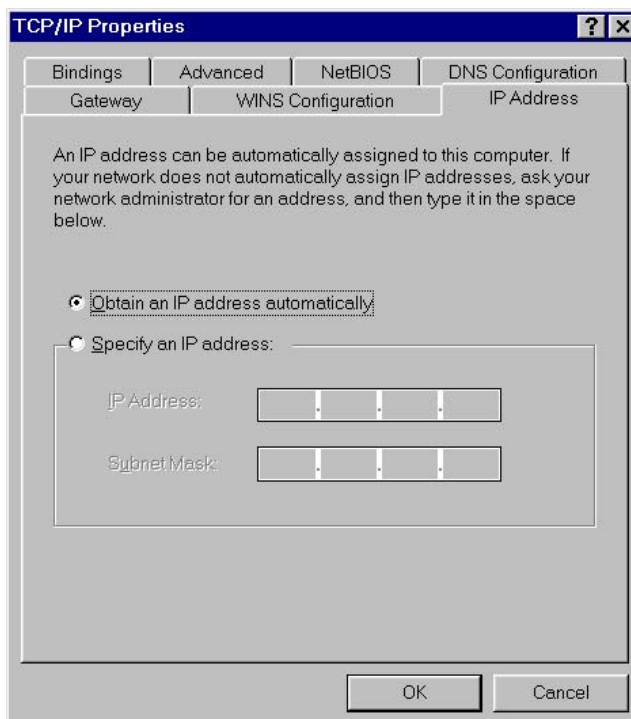 TCP/IP Properties
Bindings
Advanced
NetBIOS
DNS Configuration
Gateway
WINS Configuration
IP Address
An IP address can be automatically assigned to this computer. If
your network does not automatically assign IP addresses, ask your
network administrator for an address, and then type it in the space
below.
Obtain an IP address automatically
Specify an IP address:
IP Address:
Subnet Mask:
OK
Cancel